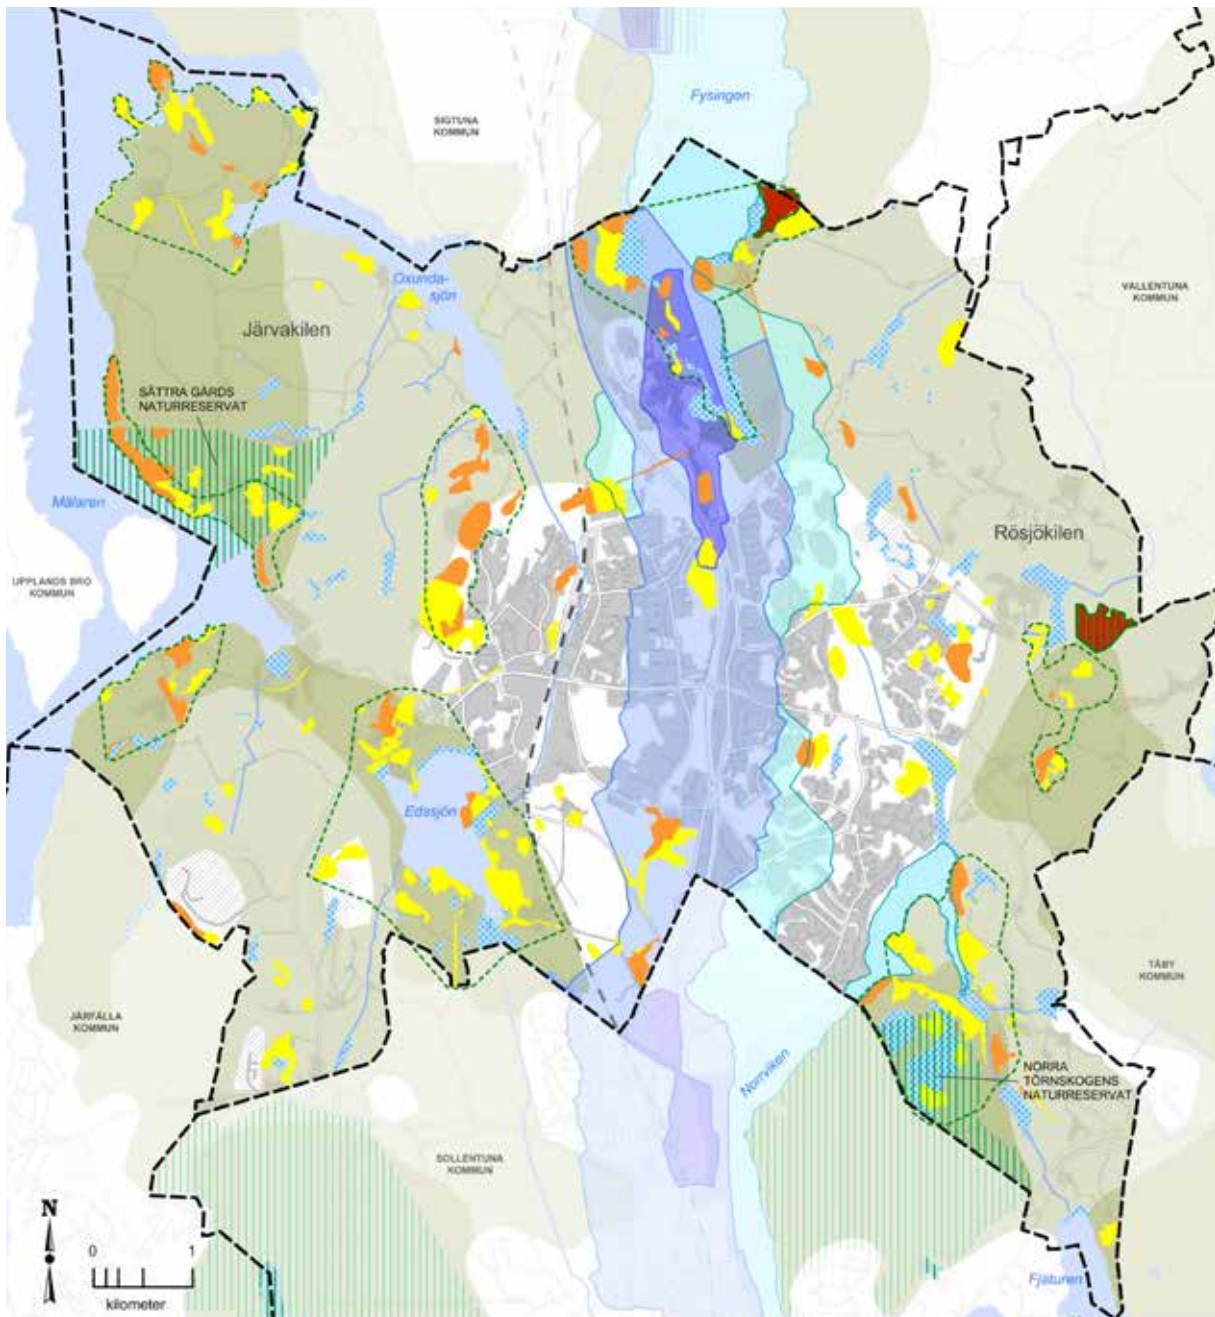 Fysingen
SIGTUNA
KOMMUN
Oxunda-
sjön
VALLENTUNA
KOMMUN
Järvakilen
SÄTTRA GÅRDS
NATURRESERVAT
Mälaren
Rösjökilen
UPPLANDS BRO
KOMMUN
Edssjön
TÄBY
KOMMUN
JÄRFÄLLA
KOMMUN
Norrviken
NORRA
TÖRNSKOGENS
NATURRESERVAT
SOLLENTUNA
KOMMUN
N
0 1
kilometer
Fjäturen